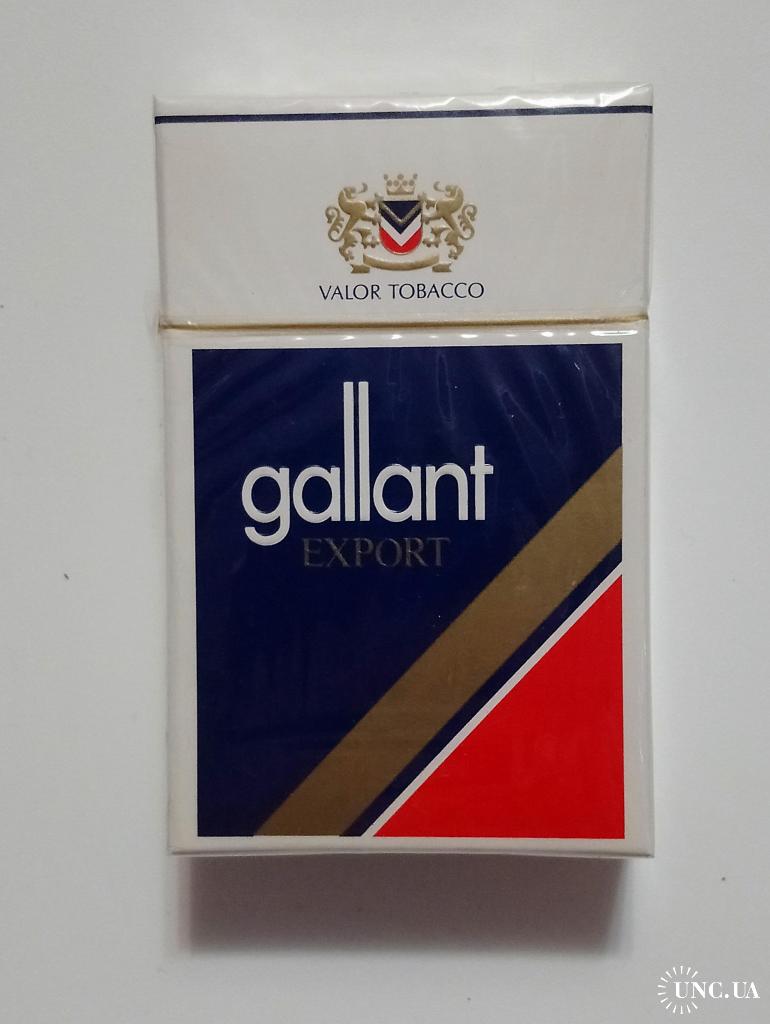 VALOR TOBACCO
gallant
EXPORT
UNC.UA